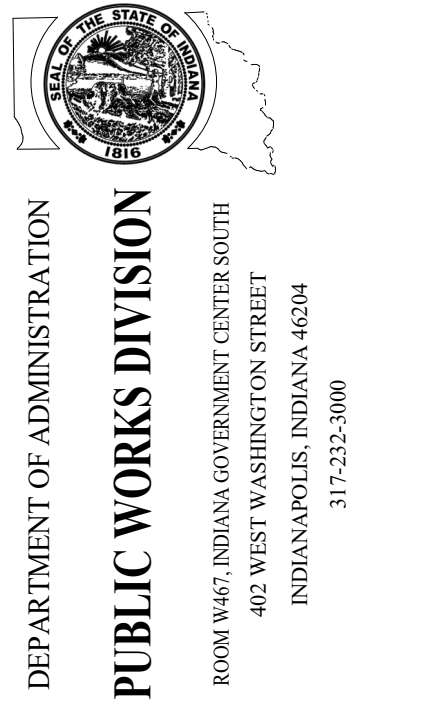 SEAL OF THE STATE OF INDIANA
1816
DEPARTMENT OF ADMINISTRATION
PUBLIC WORKS DIVISION
ROOM W467, INDIANA GOVERNMENT CENTER SOUTH
402 WEST WASHINGTON STREET
INDIANAPOLIS, INDIANA 46204
317-232-3000